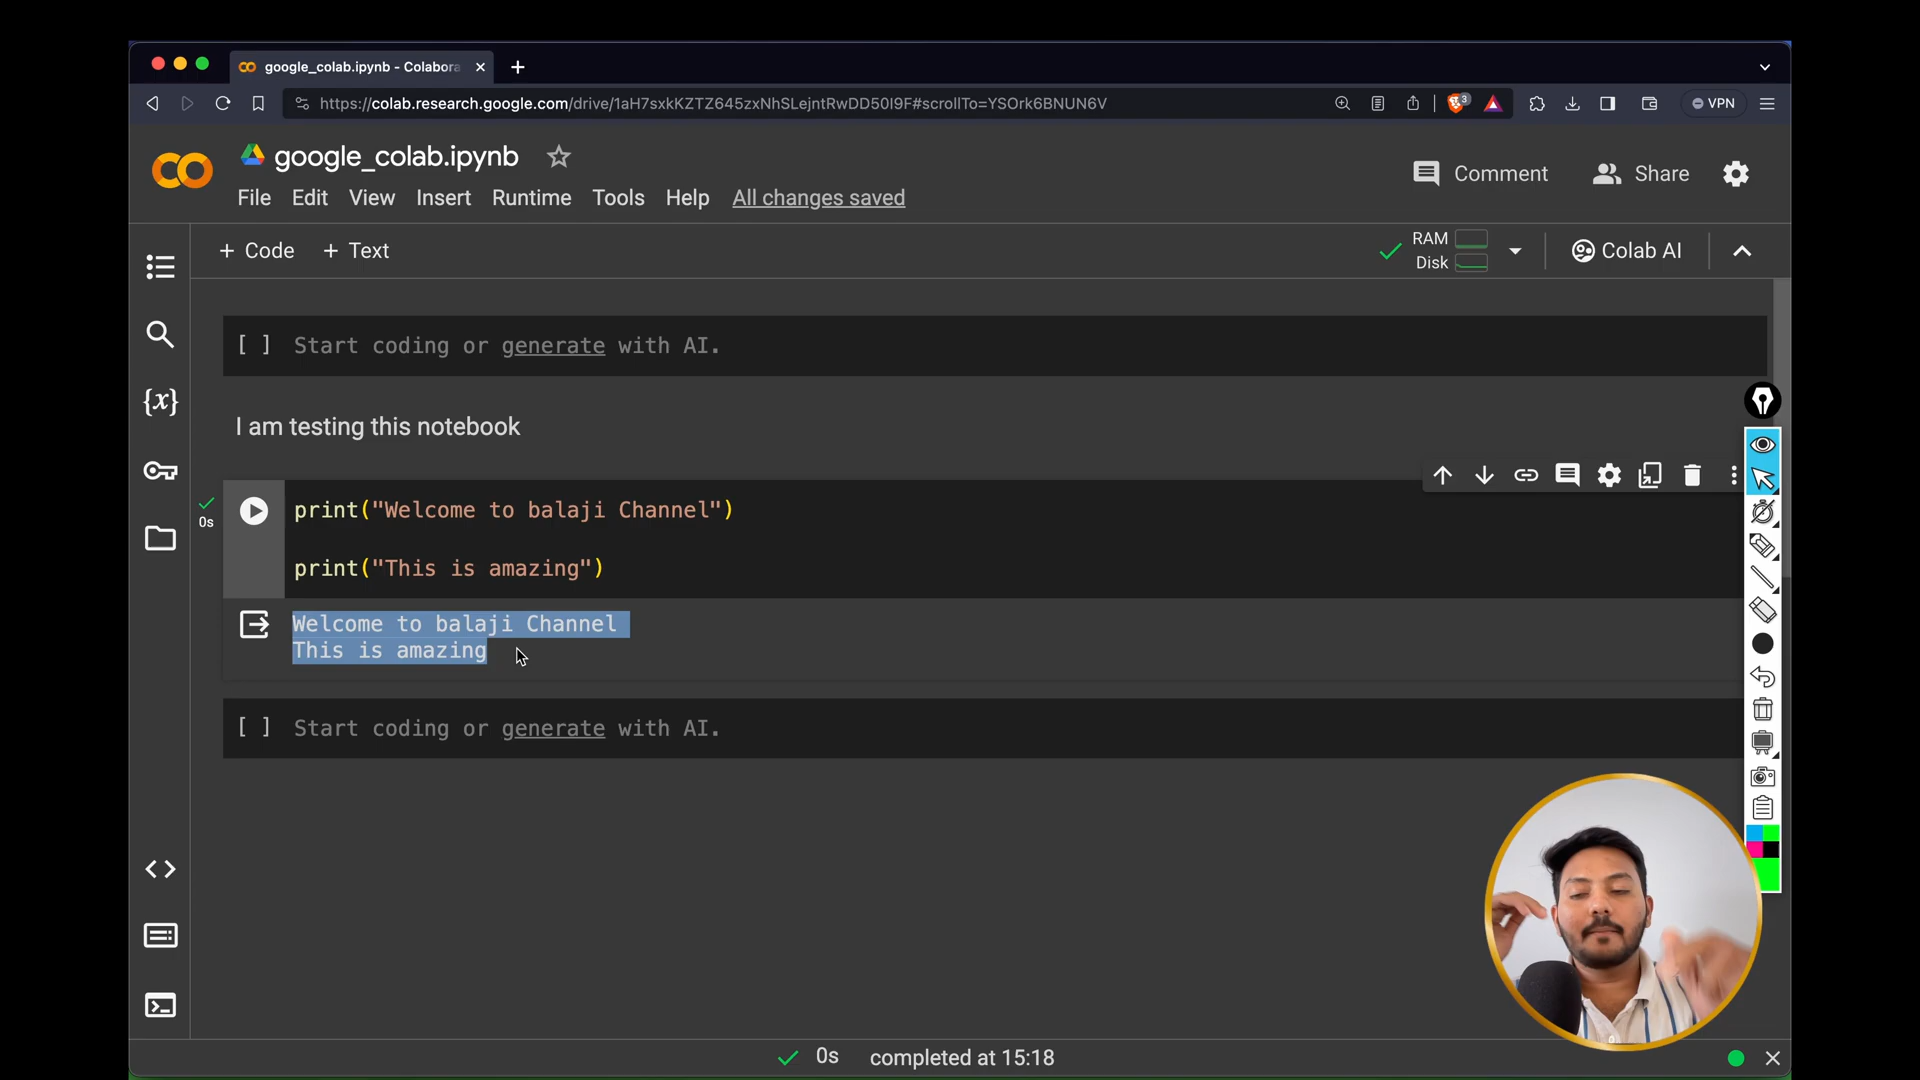 google_colab.ipynb - Colabora
https://colab.research.google.com/drive/1aH7sxkKZTZ645zxNhSLejntRwDD50I9F#scrollTo=YSOrk6BNUN6V
3
VPN
google_colab.ipynb
Comment
Share
File Edit View Insert Runtime Tools Help All changes saved
+ Code + Text
RAM
Disk
Colab AI
[ ] Start coding or generate with AI.
I am testing this notebook
{x}
print("Welcome to balaji Channel")
0s
print("This is amazing")
Welcome to balaji Channel
This is amazing
[ ] Start coding or generate with AI.
0s completed at 15:18